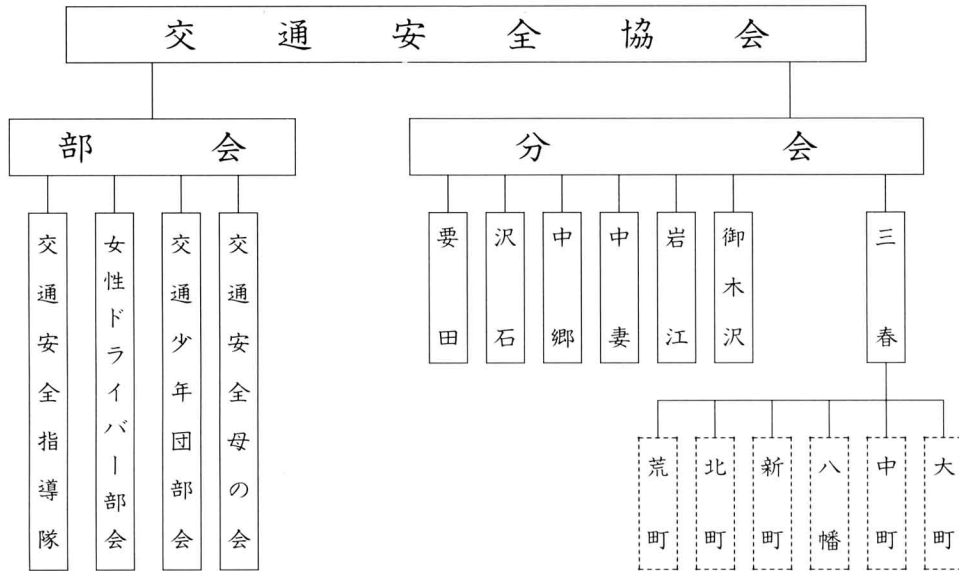 交通安全協会
部会
分会
交通安全指導隊
女性ドライバー部会
交通少年団部会
交通安全母の会
要田
沢石
中郷
中妻
岩江
御木沢
三春
荒町
北町
新町
八幡
中町
大町